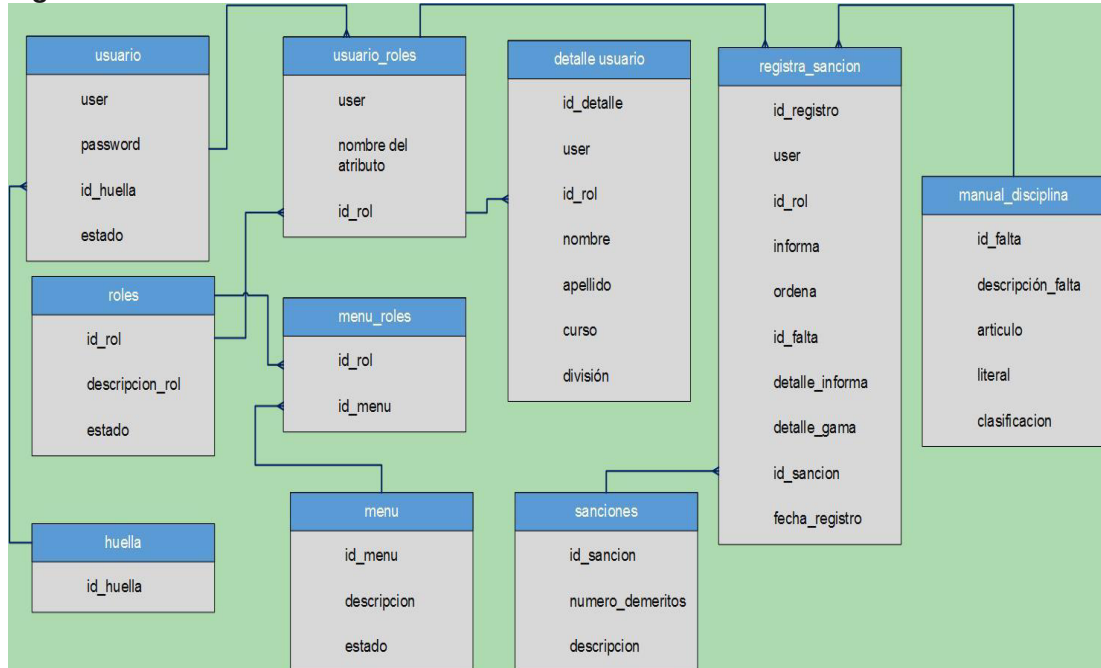 usuario
user
password
id_huella
estado
usuario_roles
user
nombre del
atributo
id_rol
detalle usuario
id_detalle
user
id_rol
nombre
apellido
curso
división
registra_sancion
id_registro
user
id_rol
informa
ordena
id_falta
detalle_informa
detalle_gama
id_sancion
fecha_registro
manual_disciplina
id_falta
descripción_falta
articulo
literal
clasificacion
roles
id_rol
descripcion_rol
estado
menu_roles
id_rol
id_menu
huella
id_huella
menu
id_menu
descripcion
estado
sanciones
id_sancion
numero_demeritos
descripcion